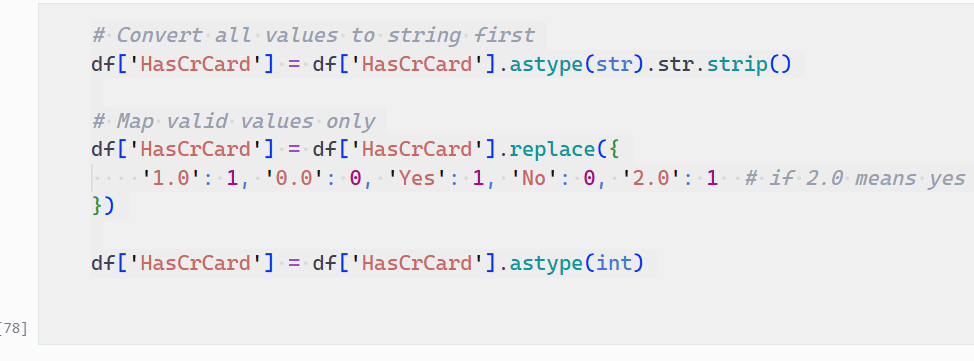 # Convert all values to string first
df['HasCrCard'] = df['HasCrCard'].astype(str).str.strip()
# Map valid values only
df['HasCrCard'] = df['HasCrCard'].replace({
    '1.0': 1, '0.0': 0, 'Yes': 1, 'No': 0, '2.0': 1  # if 2.0 means yes
})
df['HasCrCard'] = df['HasCrCard'].astype(int)
[78]